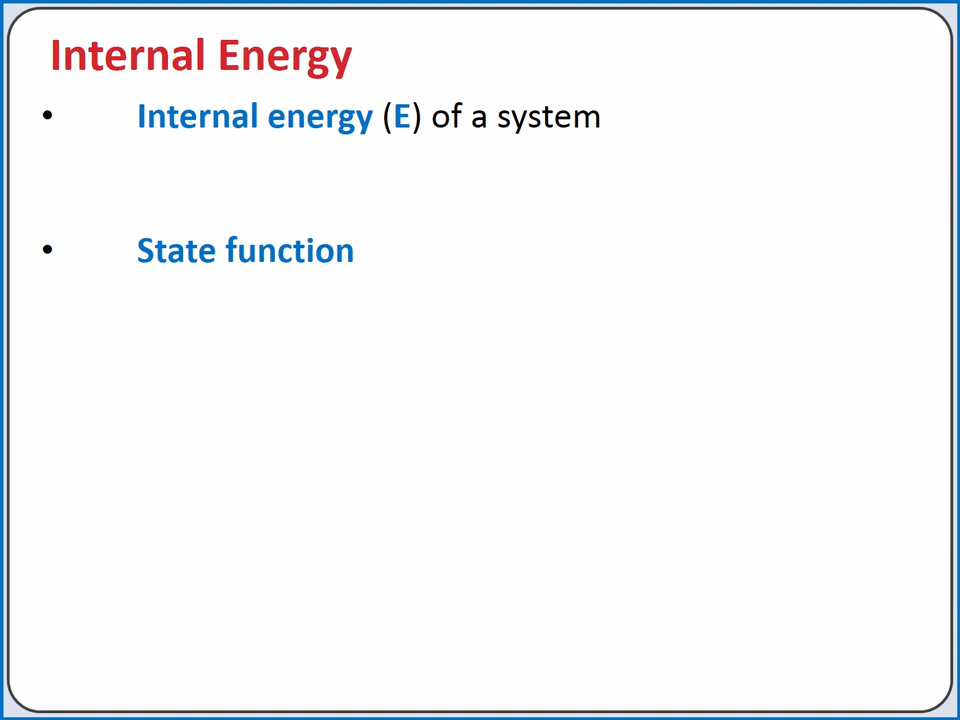 Internal Energy
• Internal energy (E) of a system
• State function